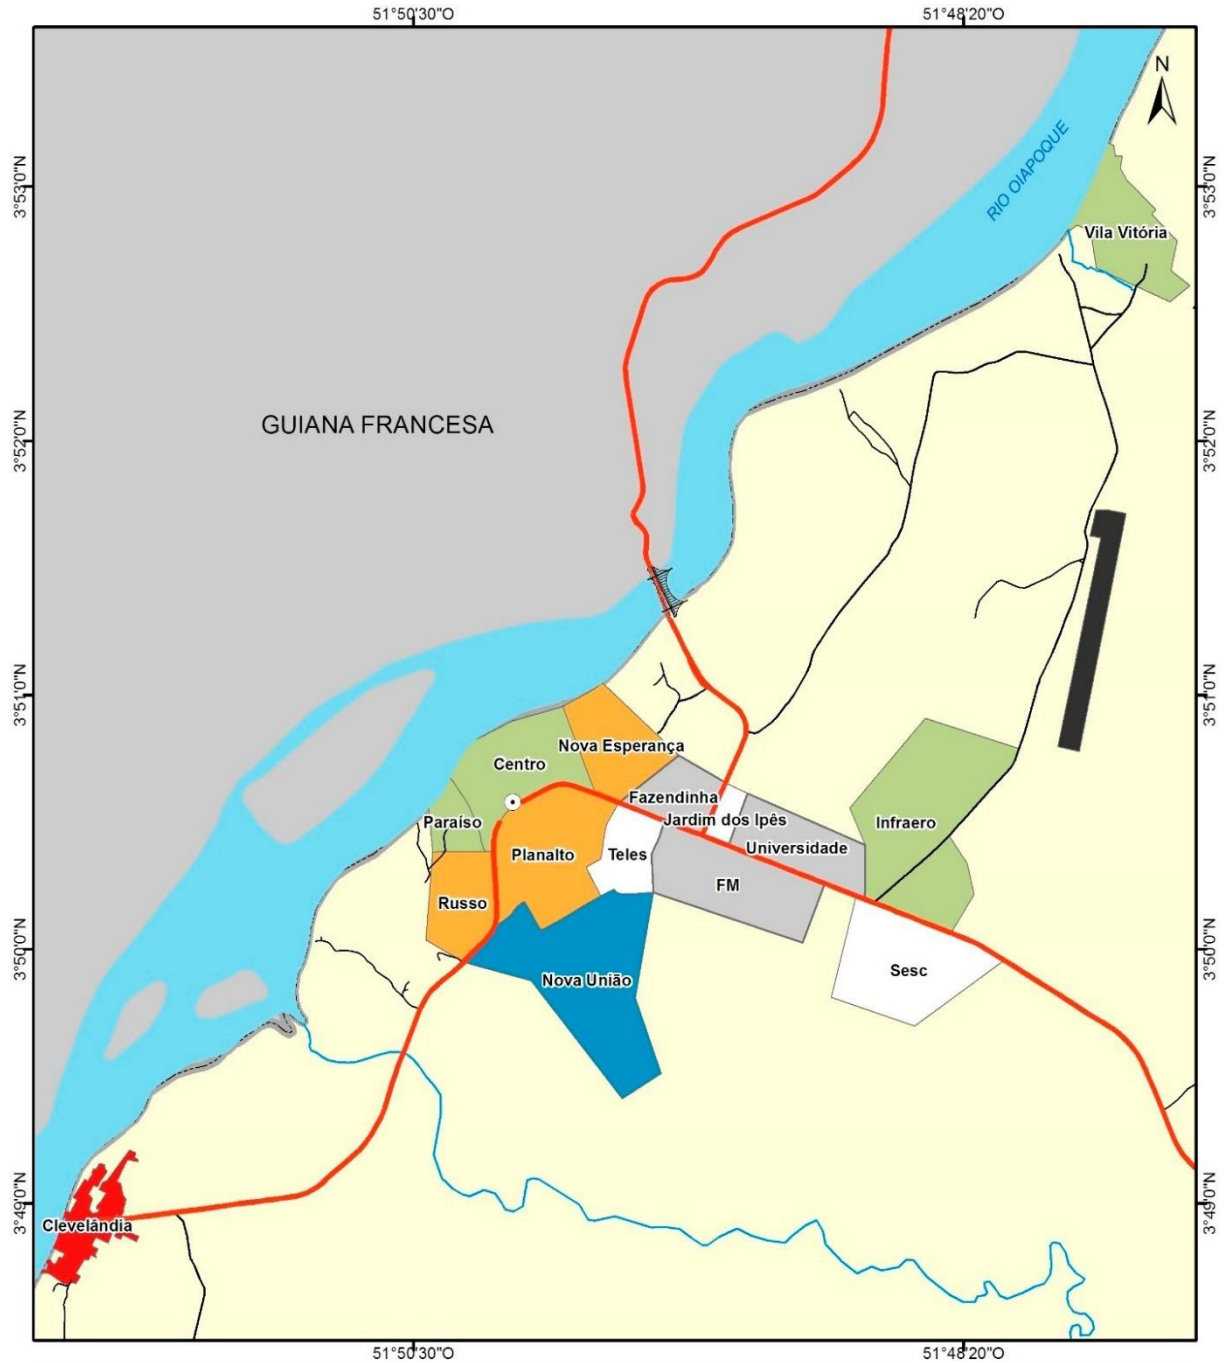 51°50'30"O
51°48'20"O
N
3°53'0"N
3°53'0"N
RIO OIAPOQUE
Vila Vitória
GUIANA FRANCESA
3°52'0"N
3°52'0"N
3°51'0"N
3°51'0"N
Nova Esperança
Centro
Fazendinha
Jardim dos Ipês
Paraíso
Infraero
Universidade
Planalto
Teles
FM
Russo
3°50'0"N
3°50'0"N
Sesc
Nova União
3°49'0"N
3°49'0"N
Clevelândia
51°50'30"O
51°48'20"O